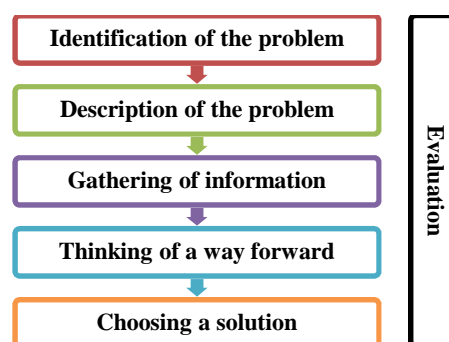 Identification of the problem
Description of the problem
Gathering of information
Thinking of a way forward
Choosing a solution
Evaluation